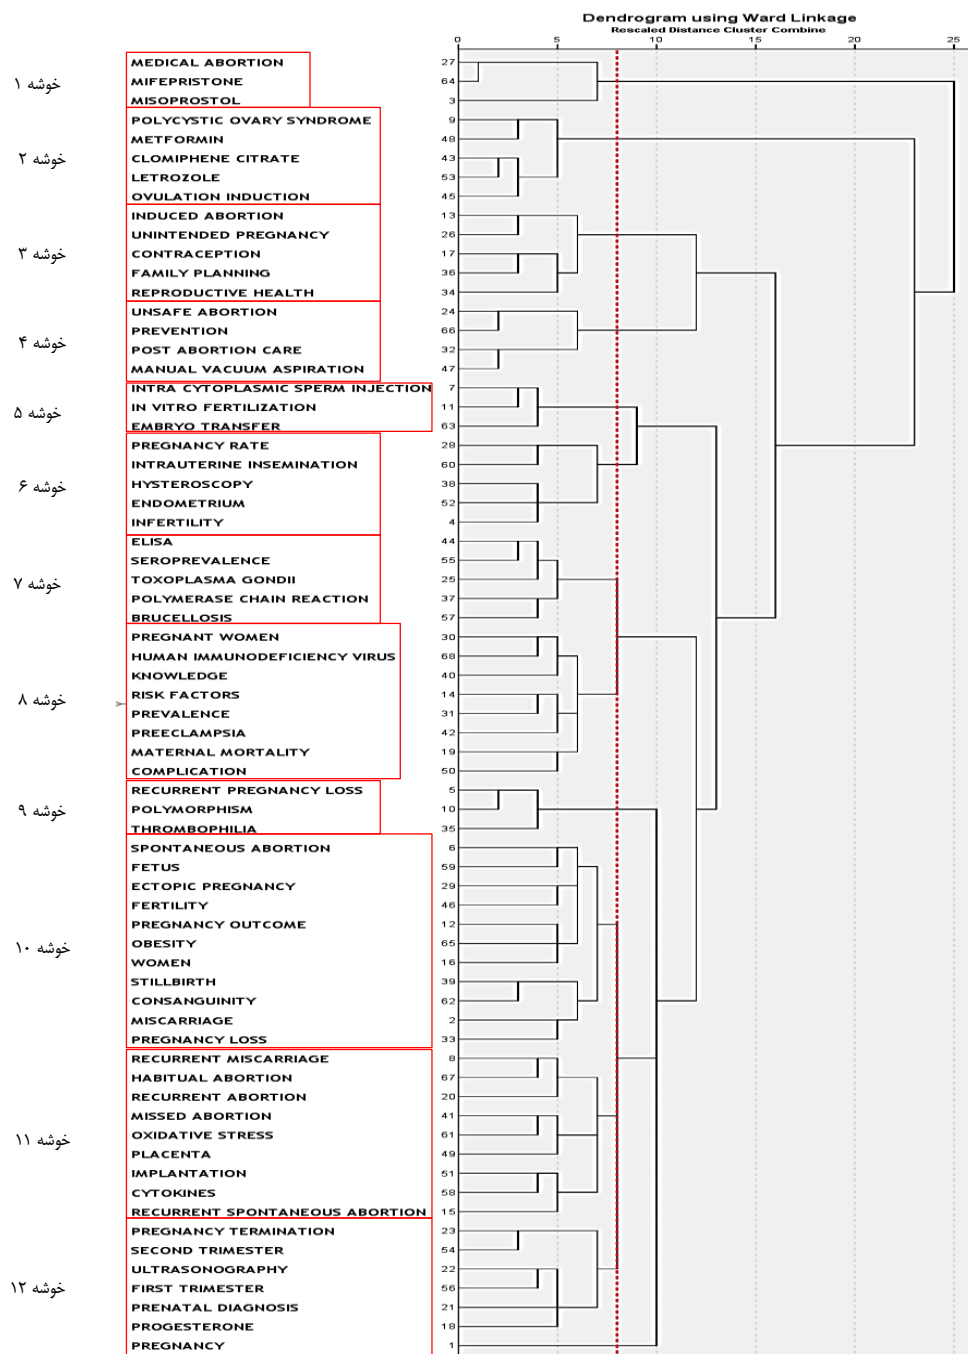 Dendrogram using Ward Linkage
Rescaled Distance Cluster Combine
0 5 10 15 20 25
خوشه ۱
MEDICAL ABORTION 27
MIFEPRISTONE 64
MISOPROSTOL 3
خوشه ۲
POLYCYSTIC OVARY SYNDROME 9
METFORMIN 48
CLOMIPHENE CITRATE 43
LETROZOLE 53
OVULATION INDUCTION 45
خوشه ۳
INDUCED ABORTION 13
UNINTENDED PREGNANCY 26
CONTRACEPTION 17
FAMILY PLANNING 36
REPRODUCTIVE HEALTH 34
خوشه ۴
UNSAFE ABORTION 24
PREVENTION 66
POST ABORTION CARE 32
MANUAL VACUUM ASPIRATION 47
خوشه ۵
INTRA CYTOPLASMIC SPERM INJECTION 7
IN VITRO FERTILIZATION 11
EMBRYO TRANSFER 63
خوشه ۶
PREGNANCY RATE 28
INTRAUTERINE INSEMINATION 60
HYSTEROSCOPY 38
ENDOMETRIUM 52
INFERTILITY 4
خوشه ۷
ELISA 44
SEROPREVALENCE 55
TOXOPLASMA GONDII 25
POLYMERASE CHAIN REACTION 37
BRUCELLOSIS 57
خوشه ۸
PREGNANT WOMEN 30
HUMAN IMMUNODEFICIENCY VIRUS 68
KNOWLEDGE 40
RISK FACTORS 14
PREVALENCE 31
PREECLAMPSIA 42
MATERNAL MORTALITY 19
COMPLICATION 50
خوشه ۹
RECURRENT PREGNANCY LOSS 5
POLYMORPHISM 10
THROMBOPHILIA 35
خوشه ۱۰
SPONTANEOUS ABORTION 6
FETUS 59
ECTOPIC PREGNANCY 29
FERTILITY 46
PREGNANCY OUTCOME 12
OBESITY 65
WOMEN 16
STILLBIRTH 39
CONSANGUINITY 62
MISCARRIAGE 2
PREGNANCY LOSS 33
خوشه ۱۱
RECURRENT MISCARRIAGE 8
HABITUAL ABORTION 67
RECURRENT ABORTION 20
MISSED ABORTION 41
OXIDATIVE STRESS 61
PLACENTA 49
IMPLANTATION 51
CYTOKINES 58
RECURRENT SPONTANEOUS ABORTION 15
خوشه ۱۲
PREGNANCY TERMINATION 23
SECOND TRIMESTER 54
ULTRASONOGRAPHY 22
FIRST TRIMESTER 56
PRENATAL DIAGNOSIS 21
PROGESTERONE 18
PREGNANCY 1